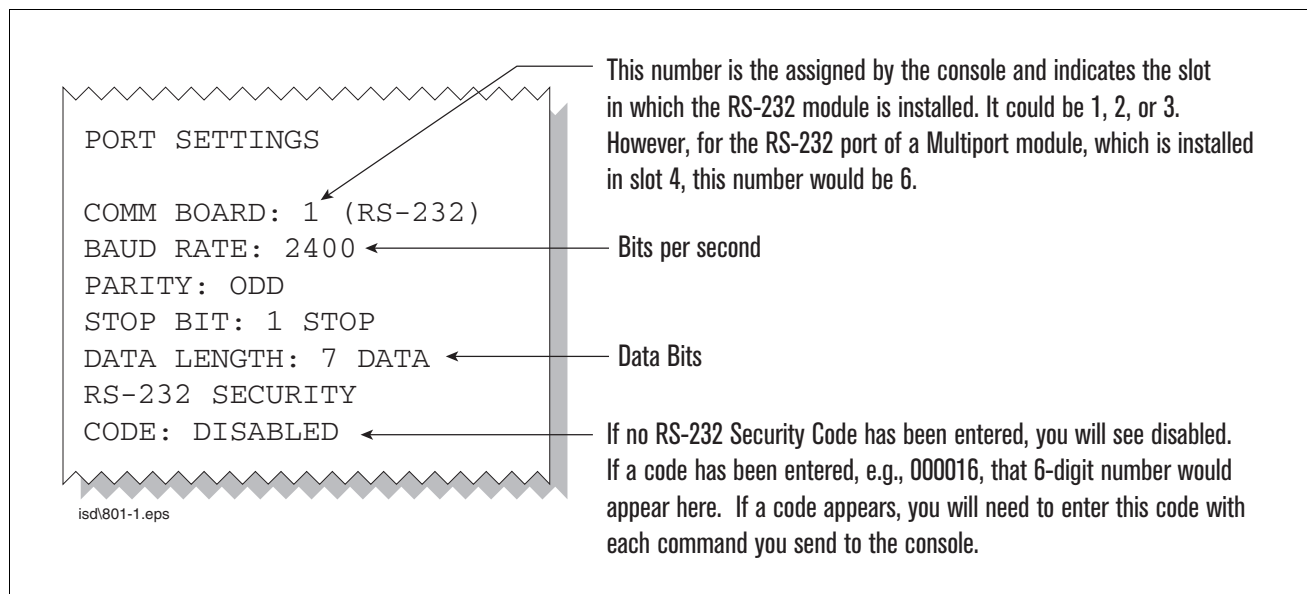 PORT SETTINGS
COMM BOARD: 1 (RS-232)
BAUD RATE: 2400
PARITY: ODD
STOP BIT: 1 STOP
DATA LENGTH: 7 DATA
RS-232 SECURITY
CODE: DISABLED
isd\801-1.eps
This number is the assigned by the console and indicates the slot
in which the RS-232 module is installed. It could be 1, 2, or 3.
However, for the RS-232 port of a Multiport module, which is installed
in slot 4, this number would be 6.
Bits per second
Data Bits
If no RS-232 Security Code has been entered, you will see disabled.
If a code has been entered, e.g., 000016, that 6-digit number would
appear here. If a code appears, you will need to enter this code with
each command you send to the console.